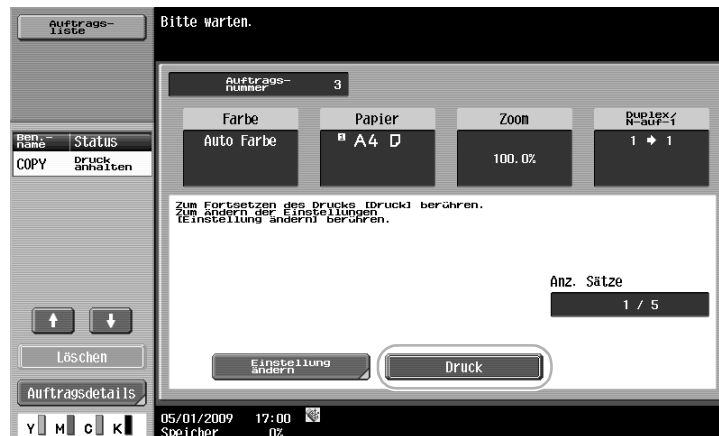 Auftrags-
liste
Bitte warten.
Auftrags-
nummer
3
Farbe
Papier
Zoom
Duplex/
N-auf-1
Auto Farbe
1 A4
100.0%
1 → 1
Ben.-
name
Status
COPY
Druck
anhalten
Zum Fortsetzen des Drucks [Druck] berühren.
Zum ändern der Einstellungen
[Einstellung ändern] berühren.
Anz. Sätze
1 / 5
Löschen
Einstellung
ändern
Druck
Auftragsdetails
Y M C K
05/01/2009 17:00
Speicher 0%